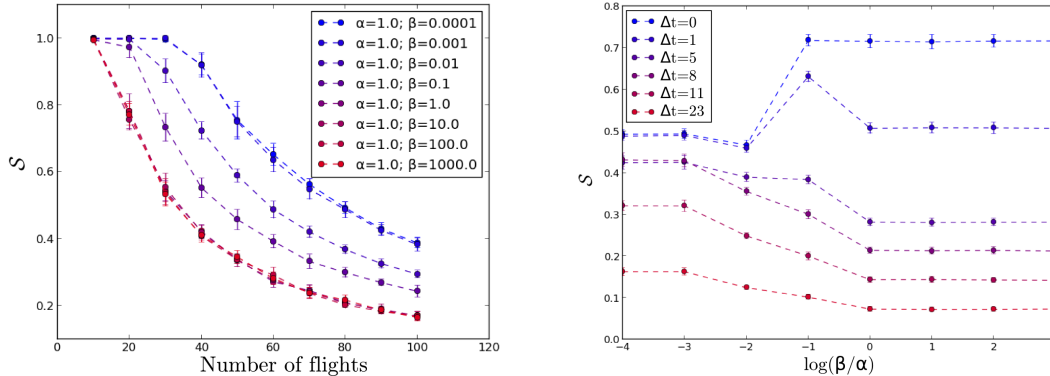 1.0
0.8
0.6
0.4
0.2
S
0
20
40
60
80
100
120
Number of flights
α=1.0; β=0.0001
α=1.0; β=0.001
α=1.0; β=0.01
α=1.0; β=0.1
α=1.0; β=1.0
α=1.0; β=10.0
α=1.0; β=100.0
α=1.0; β=1000.0
0.8
0.7
0.6
0.5
0.4
0.3
0.2
0.1
0.0
S
−4
−3
−2
−1
0
1
2
log(β/α)
Δt=0
Δt=1
Δt=5
Δt=8
Δt=11
Δt=23